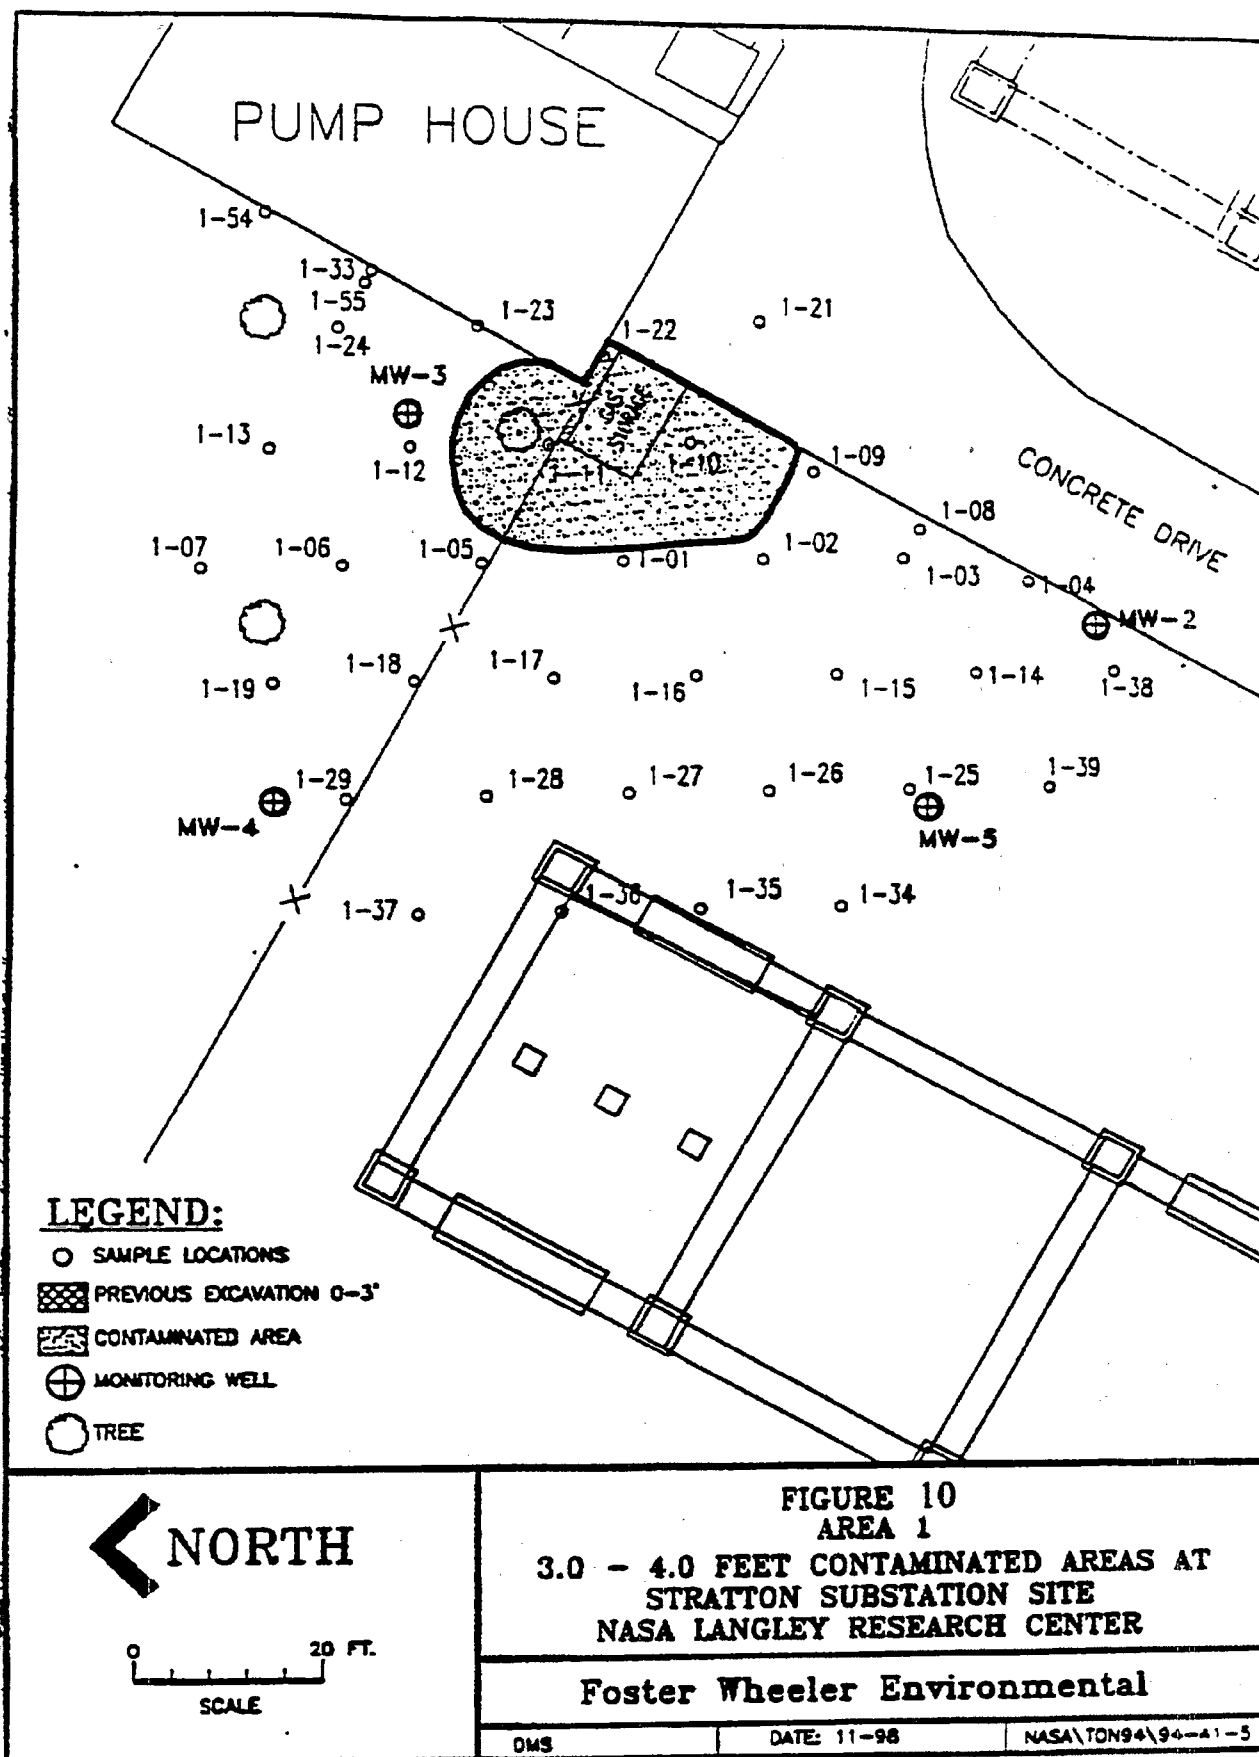 PUMP HOUSE
1-54
1-33
1-55
1-24
1-23
1-22
1-21
MW-3
GAS
STORAGE
1-13
1-12
1-11
1-10
1-09
CONCRETE DRIVE
1-08
1-07
1-06
1-05
1-01
1-02
1-03
1-04
MW-2
1-19
1-18
1-17
1-16
1-15
1-14
1-38
1-29
MW-4
1-28
1-27
1-26
1-25
1-39
MW-5
1-37
1-36
1-35
1-34
LEGEND:
SAMPLE LOCATIONS
PREVIOUS EXCAVATION 0-3'
CONTAMINATED AREA
MONITORING WELL
TREE
NORTH
0 20 FT.
SCALE
FIGURE 10
AREA 1
3.0 - 4.0 FEET CONTAMINATED AREAS AT
STRATTON SUBSTATION SITE
NASA LANGLEY RESEARCH CENTER
Foster Wheeler Environmental
DMS
DATE: 11-98
NASA\TON94\94-41-5